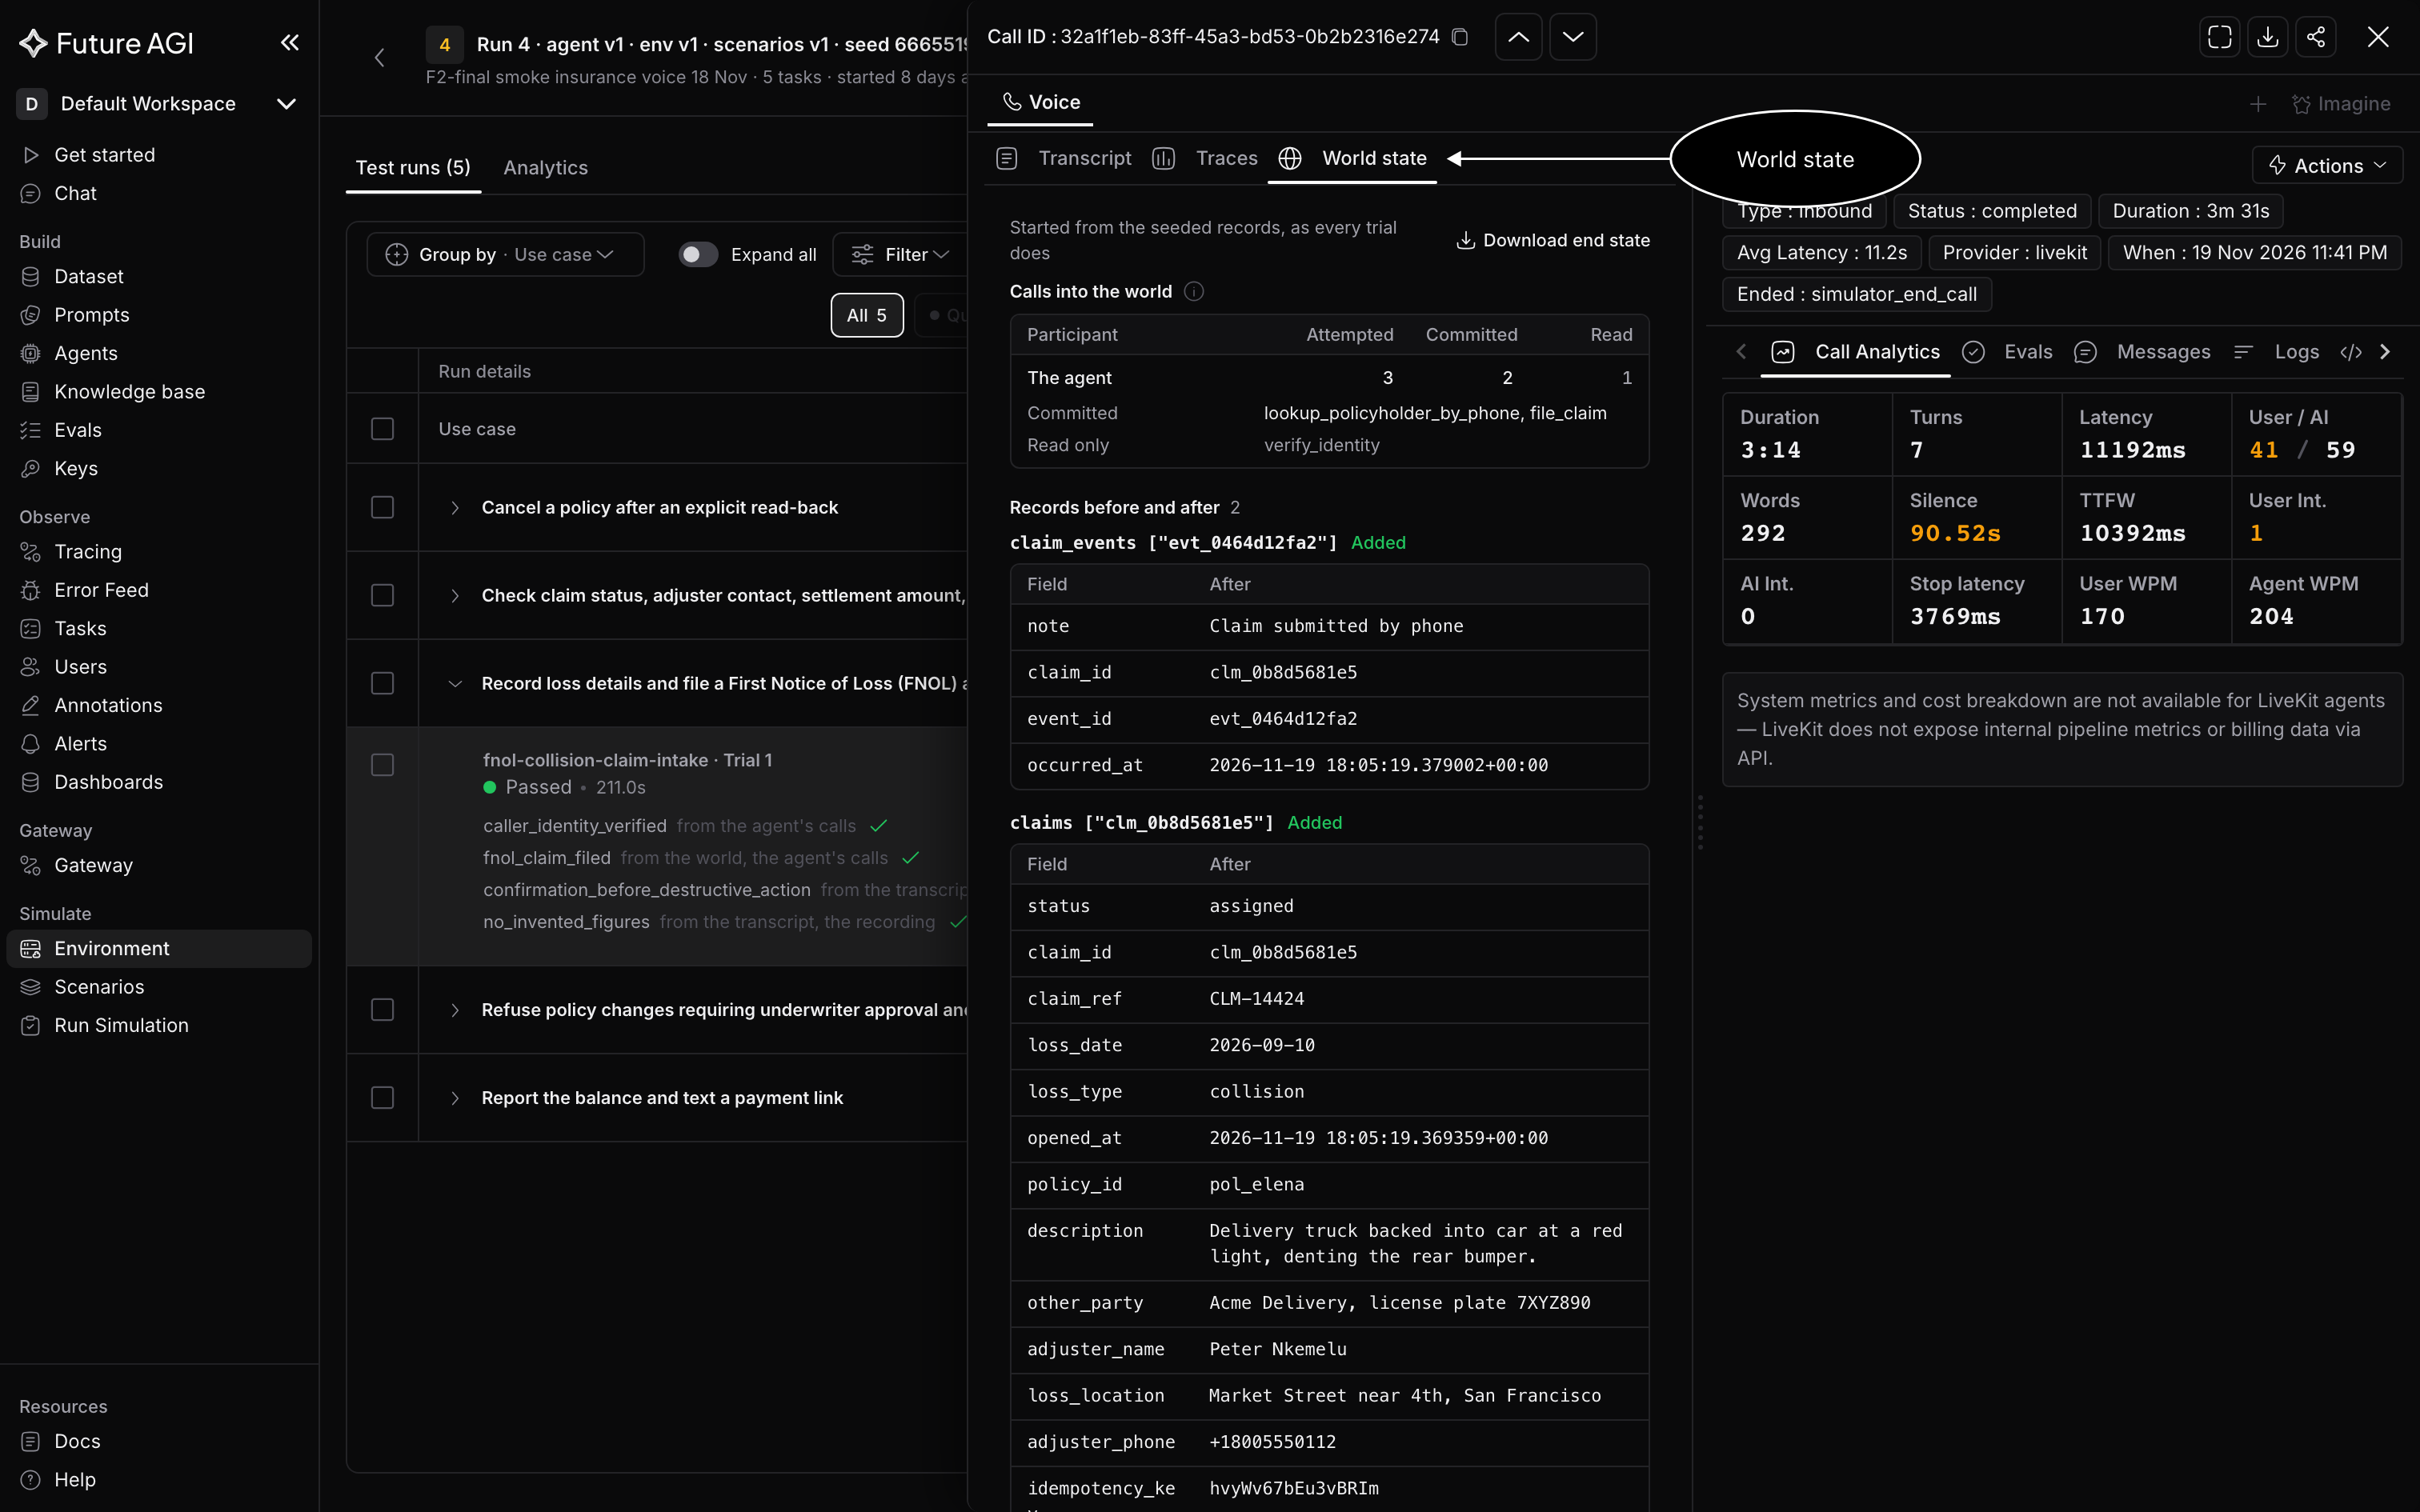 Future AGI
D Default Workspace
Get started
Chat
Build
Dataset
Prompts
Agents
Knowledge base
Evals
Keys
Observe
Tracing
Error Feed
Tasks
Users
Annotations
Alerts
Dashboards
Gateway
Gateway
Simulate
Environment
Scenarios
Run Simulation
Resources
Docs
Help
4 Run 4 · agent v1 · env v1 · scenarios v1 · seed 666551
F2-final smoke insurance voice 18 Nov · 5 tasks · started 8 days a
Test runs (5) Analytics
Group by · Use case Expand all Filter
All 5
Run details
Use case
Cancel a policy after an explicit read-back
Check claim status, adjuster contact, settlement amount,
Record loss details and file a First Notice of Loss (FNOL) a
fnol-collision-claim-intake · Trial 1
Passed • 211.0s
caller_identity_verified from the agent's calls
fnol_claim_filed from the world, the agent's calls
confirmation_before_destructive_action from the transcrip
no_invented_figures from the transcript, the recording
Refuse policy changes requiring underwriter approval and
Report the balance and text a payment link
Call ID : 32a1f1eb-83ff-45a3-bd53-0b2b2316e274
Voice
Imagine
Transcript Traces World state
World state
Actions
Started from the seeded records, as every trial
does
Download end state
Calls into the world
Participant Attempted Committed Read
The agent 3 2 1
Committed lookup_policyholder_by_phone, file_claim
Read only verify_identity
Records before and after 2
claim_events ["evt_0464d12fa2"] Added
Field After
note Claim submitted by phone
claim_id clm_0b8d5681e5
event_id evt_0464d12fa2
occurred_at 2026-11-19 18:05:19.379002+00:00
claims ["clm_0b8d5681e5"] Added
Field After
status assigned
claim_id clm_0b8d5681e5
claim_ref CLM-14424
loss_date 2026-09-10
loss_type collision
opened_at 2026-11-19 18:05:19.369359+00:00
policy_id pol_elena
description Delivery truck backed into car at a red
light, denting the rear bumper.
other_party Acme Delivery, license plate 7XYZ890
adjuster_name Peter Nkemelu
loss_location Market Street near 4th, San Francisco
adjuster_phone +18005550112
idempotency_ke hvyWv67bEu3vBRIm
Type : inbound Status : completed Duration : 3m 31s
Avg Latency : 11.2s Provider : livekit When : 19 Nov 2026 11:41 PM
Ended : simulator_end_call
Call Analytics Evals Messages Logs
Duration Turns Latency User / AI
3:14 7 11192ms 41 / 59
Words Silence TTFW User Int.
292 90.52s 10392ms 1
AI Int. Stop latency User WPM Agent WPM
0 3769ms 170 204
System metrics and cost breakdown are not available for LiveKit agents
— LiveKit does not expose internal pipeline metrics or billing data via
API.